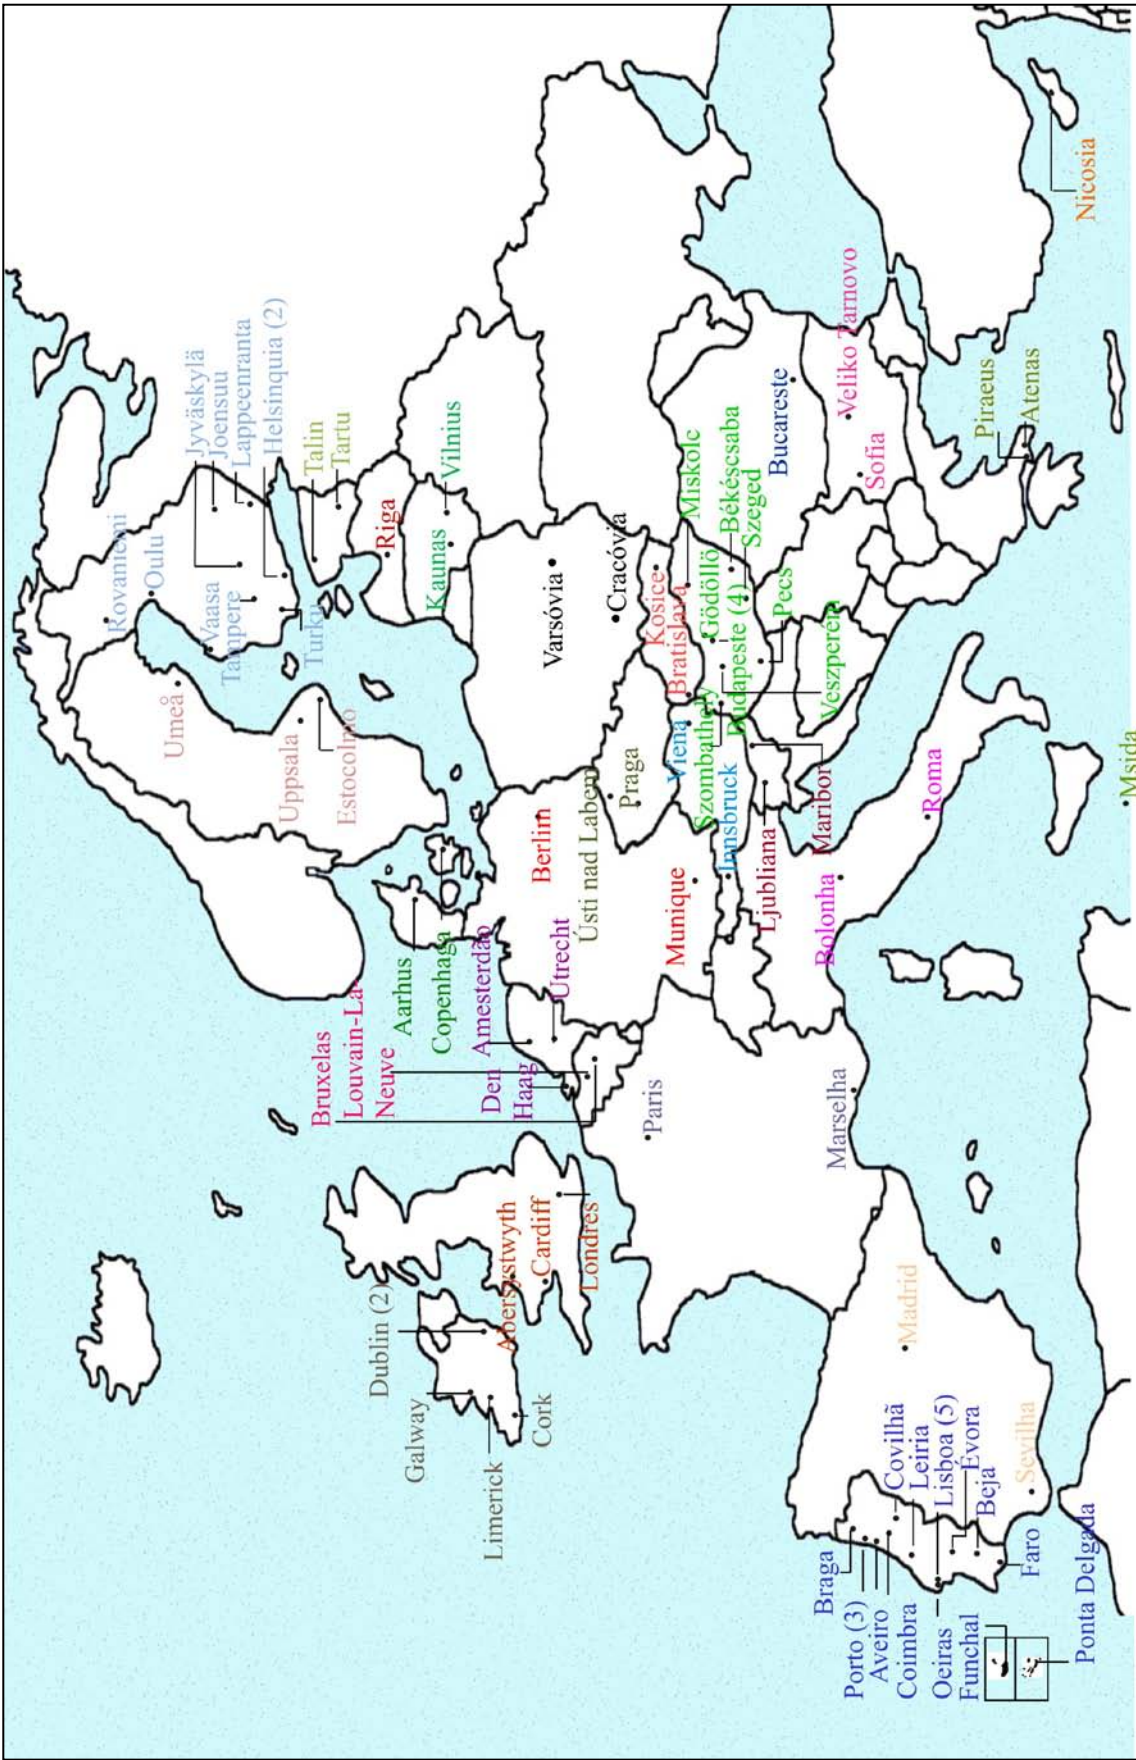 Rovaniemi
Oulu
Jyväskylä
Joensuu
Lappeenranta
Helsinquia (2)
Vaasa
Tampere
Turku
Umeå
Uppsala
Estocolmo
Talin
Tartu
Riga
Kaunas
Vilnius
Aarhus
Copenhaga
Bruxelas
Louvain-La-
Neuve
Den
Haag
Amesterdão
Utrecht
Dublin (2)
Galway
Limerick
Cork
Aberystwyth
Cardiff
Londres
Berlim
Munique
Varsóvia
Cracóvia
Ústi nad Labem
Praga
Kosice
Bratislava
Viena
Innsbruck
Szombathely
Gödöllö
Budapeste (4)
Miskolc
Békéscsaba
Szeged
Pecs
Veszperém
Ljubliana
Maribor
Bucareste
Veliko Tarnovo
Sofia
Piraeus
Atenas
Nicosia
Paris
Marselha
Bolonha
Roma
Msida
Madrid
Sevilha
Braga
Porto (3)
Aveiro
Coimbra
Oeiras
Funchal
Covilhã
Leiria
Lisboa (5)
Évora
Beja
Faro
Ponta Delgada